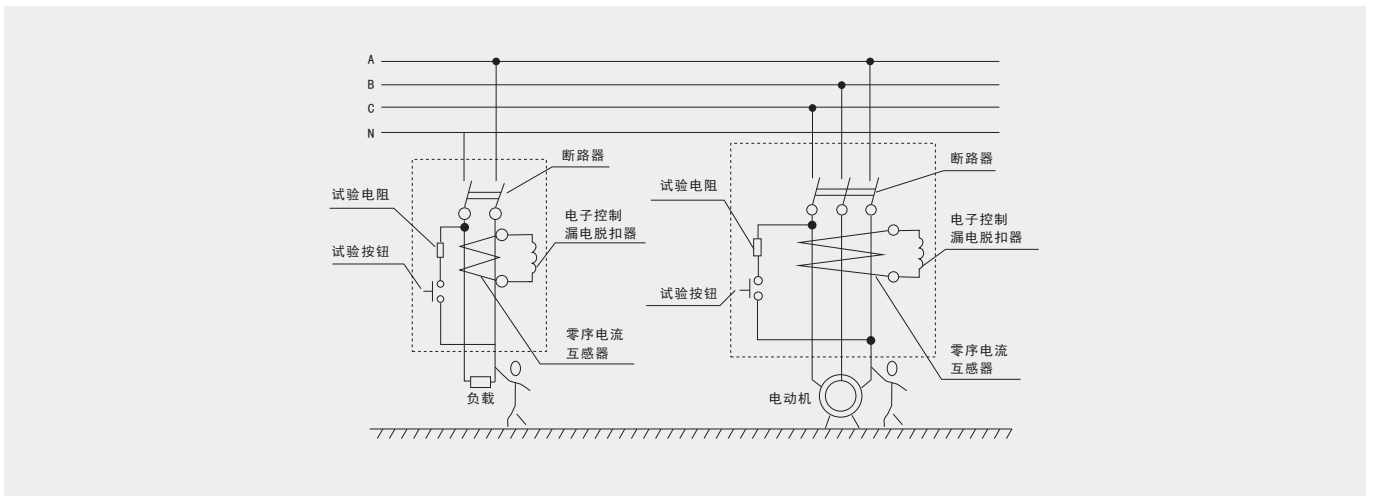 A
B
C
N
断路器
试验电阻
电子控制
漏电脱扣器
试验按钮
零序电流
互感器
负载
断路器
试验电阻
电子控制
漏电脱扣器
试验按钮
零序电流
互感器
电动机